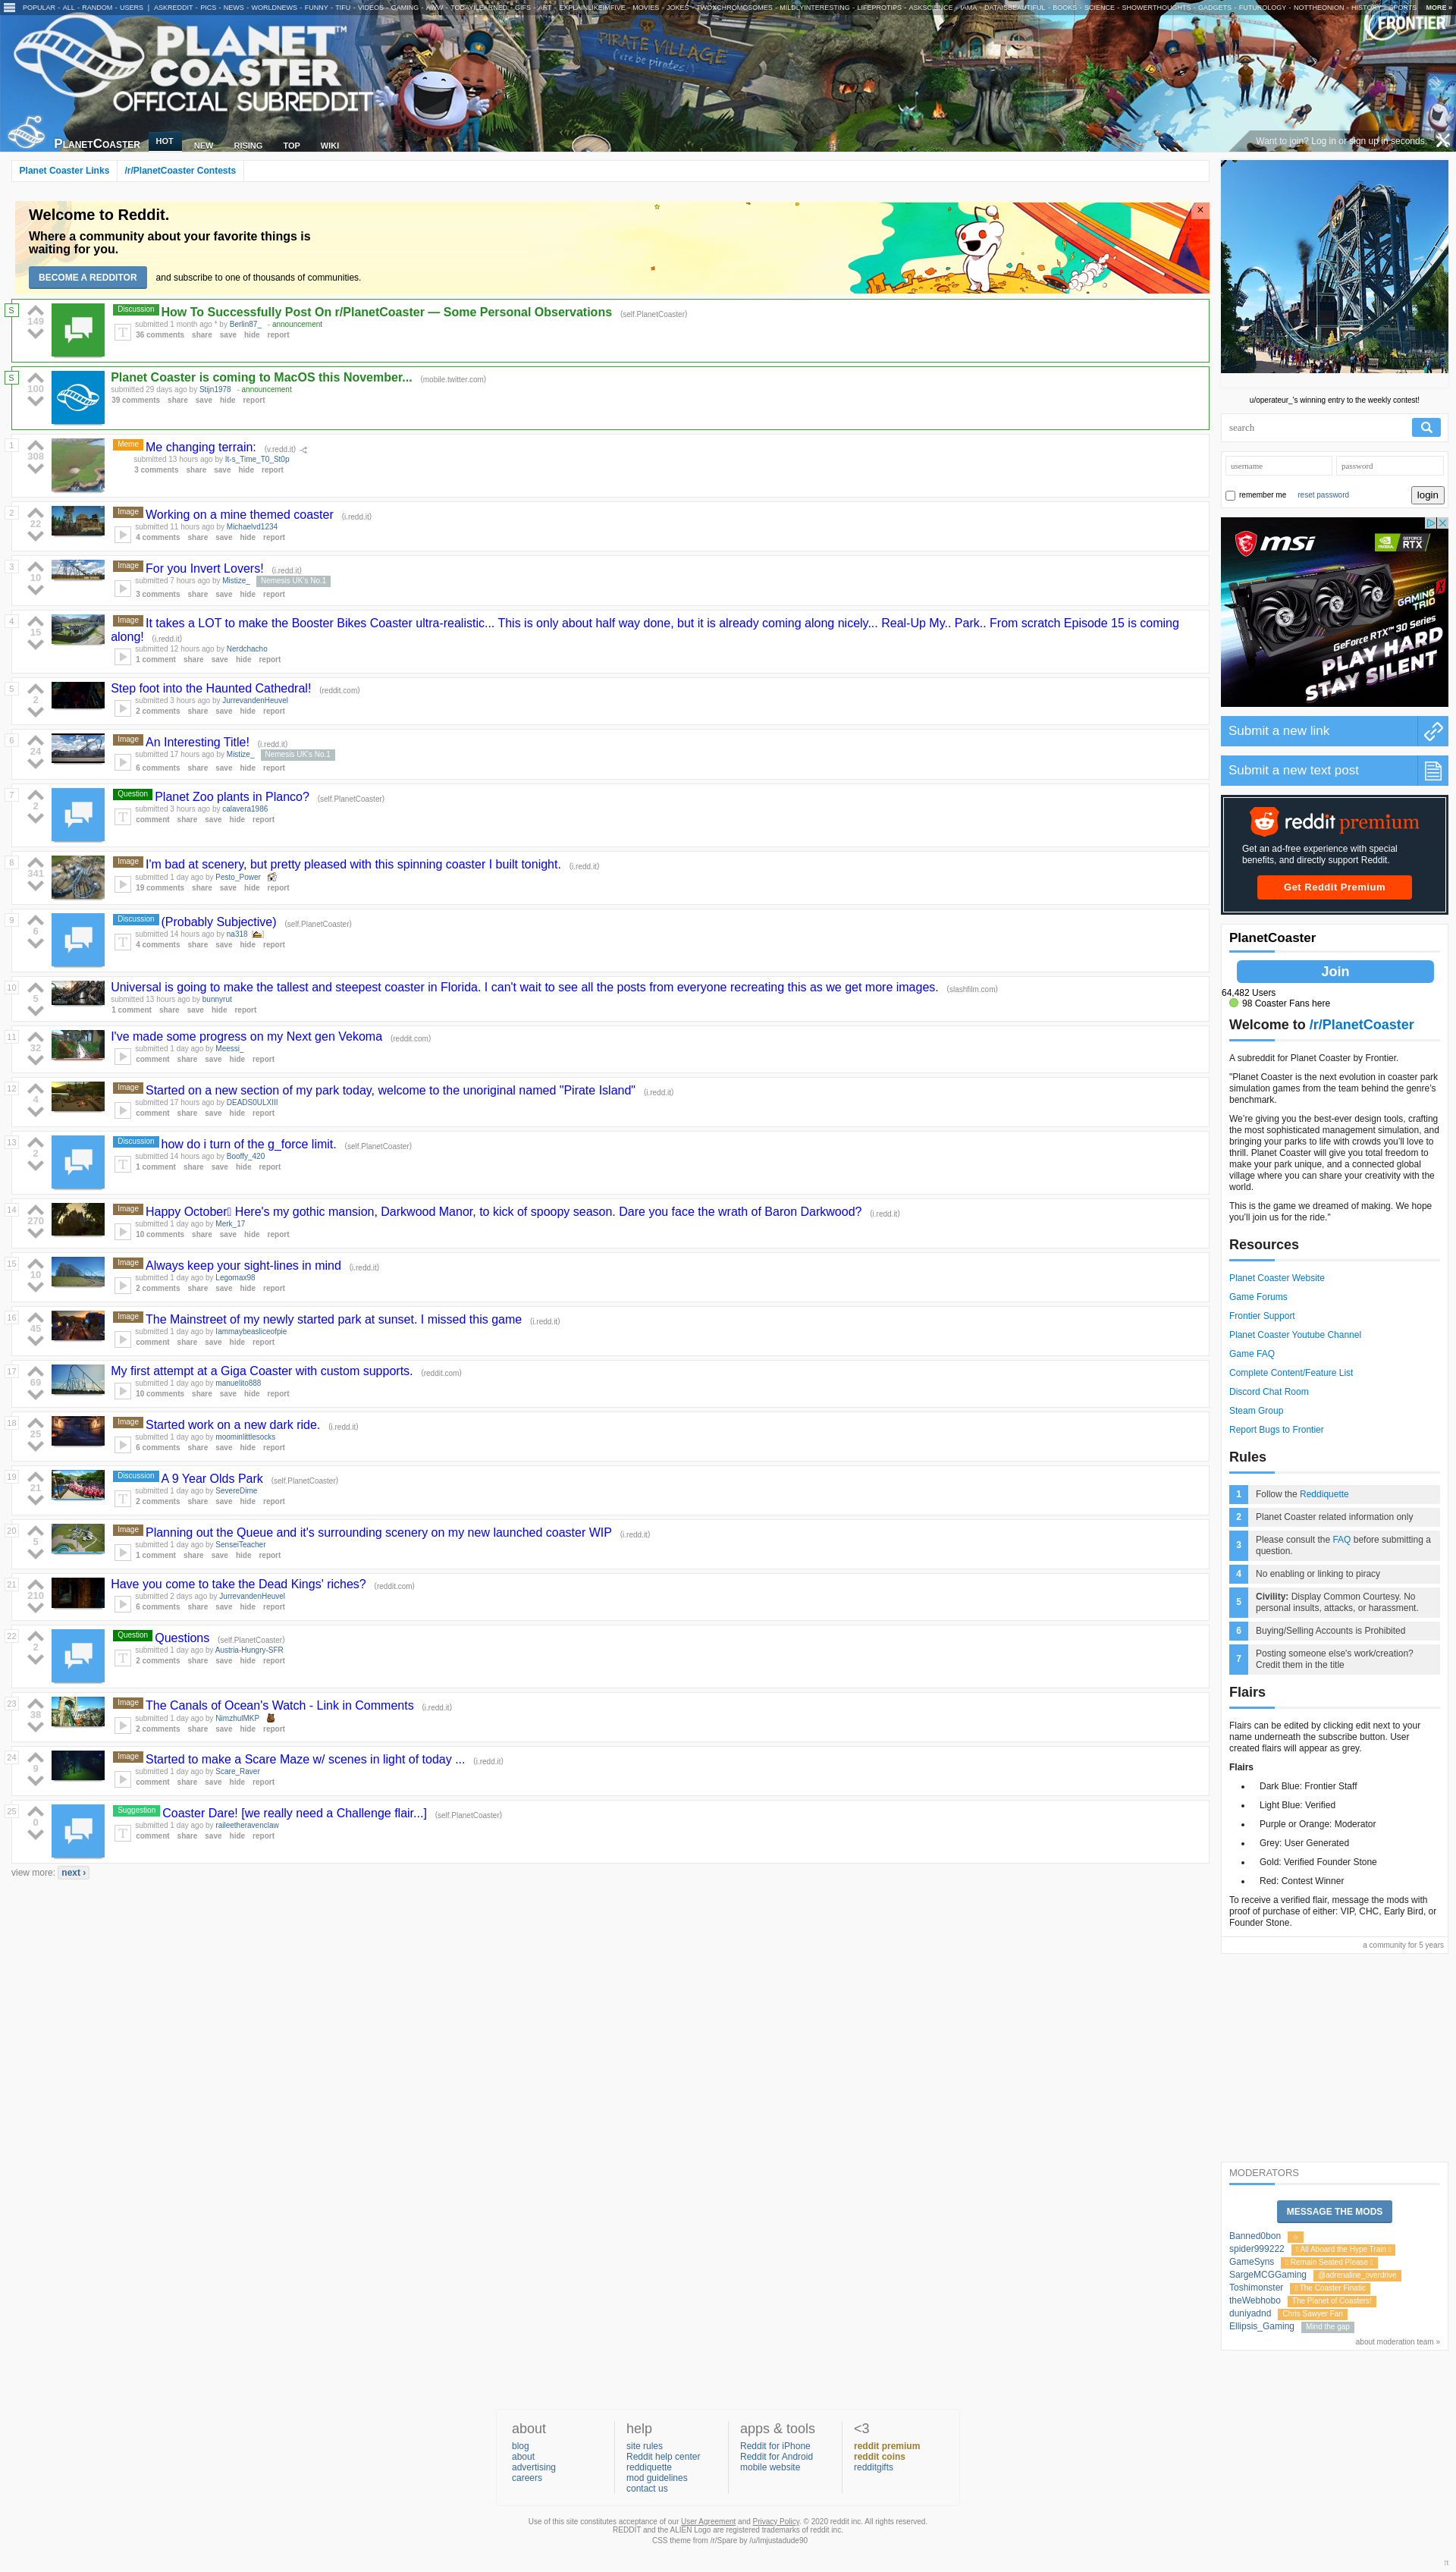 POPULAR - ALL - RANDOM - USERS | ASKREDDIT - PICS - NEWS - WORLDNEWS - FUNNY - TIFU - VIDEOS - GAMING - AWW - TODAYILEARNED - GIFS - ART - EXPLAINLIKEIMFIVE - MOVIES - JOKES - TWOXCHROMOSOMES - MILDLYINTERESTING - LIFEPROTIPS - ASKSCIENCE - IAMA - DATAISBEAUTIFUL - BOOKS - SCIENCE - SHOWERTHOUGHTS - GADGETS - FUTUROLOGY - NOTTHEONION - HISTORY - SPORTS MORE »
PLANET COASTER™
OFFICIAL SUBREDDIT
PIRATE VILLAGE
(Here be pirates.)
FRONTIER
PlanetCoaster HOT NEW RISING TOP WIKI
Want to join? Log in or sign up in seconds.
Planet Coaster Links
/r/PlanetCoaster Contests
Welcome to Reddit.
Where a community about your favorite things is
waiting for you.
BECOME A REDDITOR and subscribe to one of thousands of communities.
×
S
149
Discussion How To Successfully Post On r/PlanetCoaster — Some Personal Observations (self.PlanetCoaster)
submitted 1 month ago * by Berlin87_ - announcement
36 comments share save hide report
S
100
Planet Coaster is coming to MacOS this November... (mobile.twitter.com)
submitted 29 days ago by Stijn1978 - announcement
39 comments share save hide report
1
308
Meme Me changing terrain: (v.redd.it)
submitted 13 hours ago by It-s_Time_T0_St0p
3 comments share save hide report
2
22
Image Working on a mine themed coaster (i.redd.it)
submitted 11 hours ago by Michaelvd1234
4 comments share save hide report
3
10
Image For you Invert Lovers! (i.redd.it)
submitted 7 hours ago by Mistize_ Nemesis UK's No.1
3 comments share save hide report
4
15
Image It takes a LOT to make the Booster Bikes Coaster ultra-realistic... This is only about half way done, but it is already coming along nicely... Real-Up My.. Park.. From scratch Episode 15 is coming
along! (i.redd.it)
submitted 12 hours ago by Nerdchacho
1 comment share save hide report
5
2
Step foot into the Haunted Cathedral! (reddit.com)
submitted 3 hours ago by JurrevandenHeuvel
2 comments share save hide report
6
24
Image An Interesting Title! (i.redd.it)
submitted 17 hours ago by Mistize_ Nemesis UK's No.1
6 comments share save hide report
7
2
Question Planet Zoo plants in Planco? (self.PlanetCoaster)
submitted 3 hours ago by calavera1986
comment share save hide report
8
341
Image I'm bad at scenery, but pretty pleased with this spinning coaster I built tonight. (i.redd.it)
submitted 1 day ago by Pesto_Power
19 comments share save hide report
9
6
Discussion (Probably Subjective) (self.PlanetCoaster)
submitted 14 hours ago by na318
4 comments share save hide report
10
5
Universal is going to make the tallest and steepest coaster in Florida. I can't wait to see all the posts from everyone recreating this as we get more images. (slashfilm.com)
submitted 13 hours ago by bunnyrut
1 comment share save hide report
11
32
I've made some progress on my Next gen Vekoma (reddit.com)
submitted 1 day ago by Meessi_
comment share save hide report
12
4
Image Started on a new section of my park today, welcome to the unoriginal named "Pirate Island" (i.redd.it)
submitted 17 hours ago by DEADS0ULXIII
comment share save hide report
13
2
Discussion how do i turn of the g_force limit. (self.PlanetCoaster)
submitted 14 hours ago by Booffy_420
1 comment share save hide report
14
270
Image Happy October Here's my gothic mansion, Darkwood Manor, to kick of spoopy season. Dare you face the wrath of Baron Darkwood? (i.redd.it)
submitted 1 day ago by Merk_17
10 comments share save hide report
15
10
Image Always keep your sight-lines in mind (i.redd.it)
submitted 1 day ago by Legomax98
2 comments share save hide report
16
45
Image The Mainstreet of my newly started park at sunset. I missed this game (i.redd.it)
submitted 1 day ago by Iammaybeasliceofpie
comment share save hide report
17
69
My first attempt at a Giga Coaster with custom supports. (reddit.com)
submitted 1 day ago by manuelito888
10 comments share save hide report
18
25
Image Started work on a new dark ride. (i.redd.it)
submitted 1 day ago by moominlittlesocks
6 comments share save hide report
19
21
Discussion A 9 Year Olds Park (self.PlanetCoaster)
submitted 1 day ago by SevereDime
2 comments share save hide report
20
5
Image Planning out the Queue and it's surrounding scenery on my new launched coaster WIP (i.redd.it)
submitted 1 day ago by SenseiTeacher
1 comment share save hide report
21
210
Have you come to take the Dead Kings' riches? (reddit.com)
submitted 2 days ago by JurrevandenHeuvel
6 comments share save hide report
22
2
Question Questions (self.PlanetCoaster)
submitted 1 day ago by Austria-Hungry-SFR
2 comments share save hide report
23
38
Image The Canals of Ocean's Watch - Link in Comments (i.redd.it)
submitted 1 day ago by NimzhulMKP
2 comments share save hide report
24
9
Image Started to make a Scare Maze w/ scenes in light of today ... (i.redd.it)
submitted 1 day ago by Scare_Raver
comment share save hide report
25
0
Suggestion Coaster Dare! [we really need a Challenge flair...] (self.PlanetCoaster)
submitted 1 day ago by raileetheravenclaw
comment share save hide report
view more: next ›
u/operateur_'s winning entry to the weekly contest!
search
username password
remember me reset password login
msi NVIDIA GEFORCE RTX
GAMING X TRIO
GeForce RTX™ 30 Series
PLAY HARD
STAY SILENT
Submit a new link
Submit a new text post
reddit premium
Get an ad-free experience with special
benefits, and directly support Reddit.
Get Reddit Premium
PlanetCoaster
Join
64,482 Users
98 Coaster Fans here
Welcome to /r/PlanetCoaster
A subreddit for Planet Coaster by Frontier.
"Planet Coaster is the next evolution in coaster park
simulation games from the team behind the genre's
benchmark.
We're giving you the best-ever design tools, crafting
the most sophisticated management simulation, and
bringing your parks to life with crowds you'll love to
thrill. Planet Coaster will give you total freedom to
make your park unique, and a connected global
village where you can share your creativity with the
world.
This is the game we dreamed of making. We hope
you'll join us for the ride."
Resources
Planet Coaster Website
Game Forums
Frontier Support
Planet Coaster Youtube Channel
Game FAQ
Complete Content/Feature List
Discord Chat Room
Steam Group
Report Bugs to Frontier
Rules
1 Follow the Reddiquette
2 Planet Coaster related information only
3 Please consult the FAQ before submitting a
question.
4 No enabling or linking to piracy
5 Civility: Display Common Courtesy. No
personal insults, attacks, or harassment.
6 Buying/Selling Accounts is Prohibited
7 Posting someone else's work/creation?
Credit them in the title
Flairs
Flairs can be edited by clicking edit next to your
name underneath the subscribe button. User
created flairs will appear as grey.
Flairs
• Dark Blue: Frontier Staff
• Light Blue: Verified
• Purple or Orange: Moderator
• Grey: User Generated
• Gold: Verified Founder Stone
• Red: Contest Winner
To receive a verified flair, message the mods with
proof of purchase of either: VIP, CHC, Early Bird, or
Founder Stone.
a community for 5 years
MODERATORS
MESSAGE THE MODS
Banned0bon
spider999222 All Aboard the Hype Train
GameSyns Remain Seated Please
SargeMCGGaming @adrenaline_overdrive
Toshimonster The Coaster Finatic
theWebhobo The Planet of Coasters!
duniyadnd Chris Sawyer Fan
Ellipsis_Gaming Mind the gap
about moderation team »
about
blog
about
advertising
careers
help
site rules
Reddit help center
reddiquette
mod guidelines
contact us
apps & tools
Reddit for iPhone
Reddit for Android
mobile website
<3
reddit premium
reddit coins
redditgifts
Use of this site constitutes acceptance of our User Agreement and Privacy Policy. © 2020 reddit inc. All rights reserved.
REDDIT and the ALIEN Logo are registered trademarks of reddit inc.
CSS theme from /r/Spare by /u/Imjustadude90
π